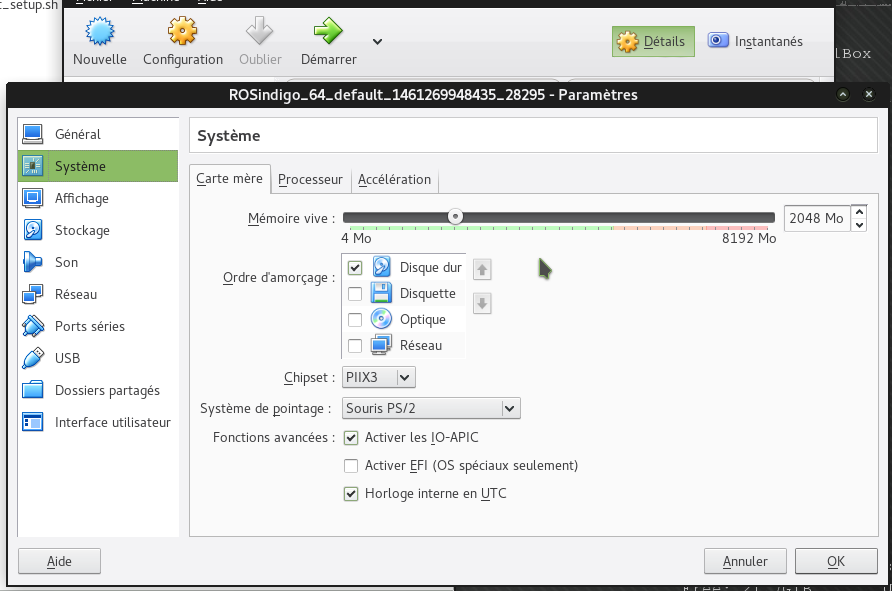 t_setup.sh
Nouvelle Configuration Oublier Démarrer Détails Instantanés
lBox
ROSindigo_64_default_1461269948435_28295 - Paramètres
Général
Système
Affichage
Stockage
Son
Réseau
Ports séries
USB
Dossiers partagés
Interface utilisateur
Système
Carte mère Processeur Accélération
Mémoire vive : 2048 Mo
4 Mo 8192 Mo
Ordre d'amorçage : Disque dur
Disquette
Optique
Réseau
Chipset : PIIX3
Système de pointage : Souris PS/2
Fonctions avancées : Activer les IO-APIC
Activer EFI (OS spéciaux seulement)
Horloge interne en UTC
Aide Annuler OK